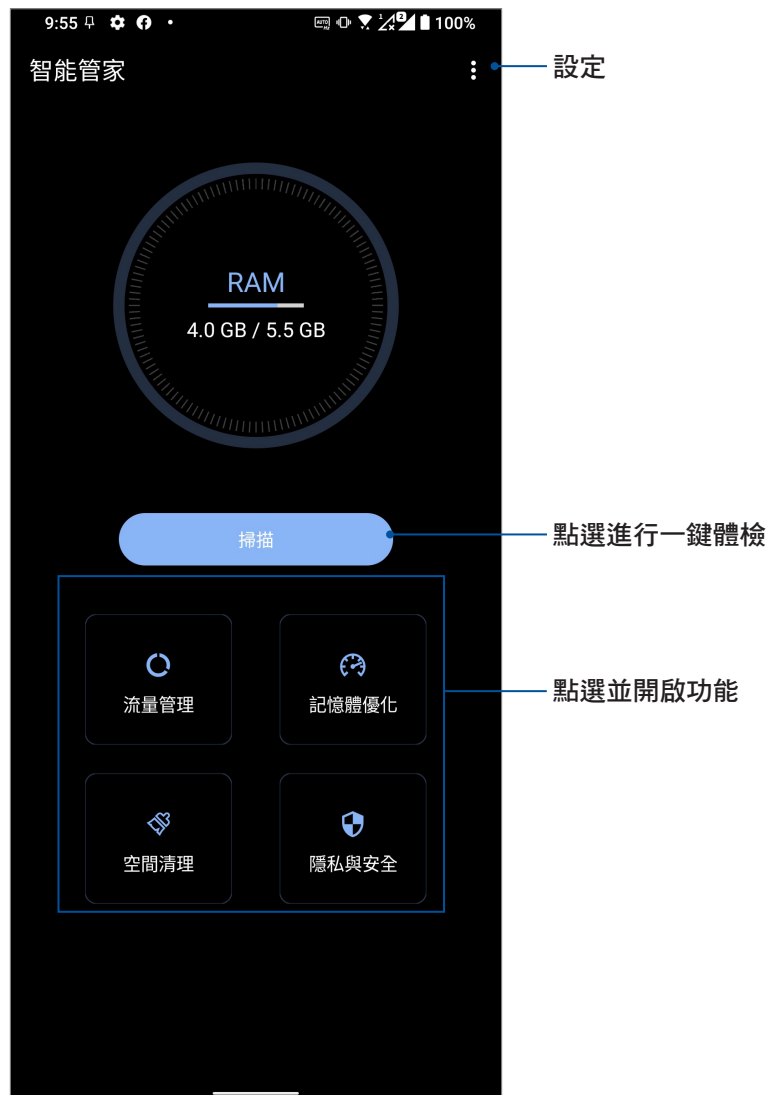 9:55 100%
智能管家
設定
RAM
4.0 GB / 5.5 GB
掃描
點選進行一鍵體檢
流量管理 記憶體優化
點選並開啟功能
空間清理 隱私與安全